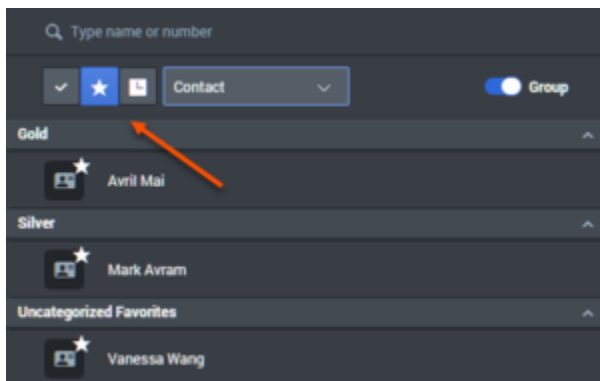 Type name or number
Contact
Group
Gold
Avril Mai
Silver
Mark Avram
Uncategorized Favorites
Vanessa Wang